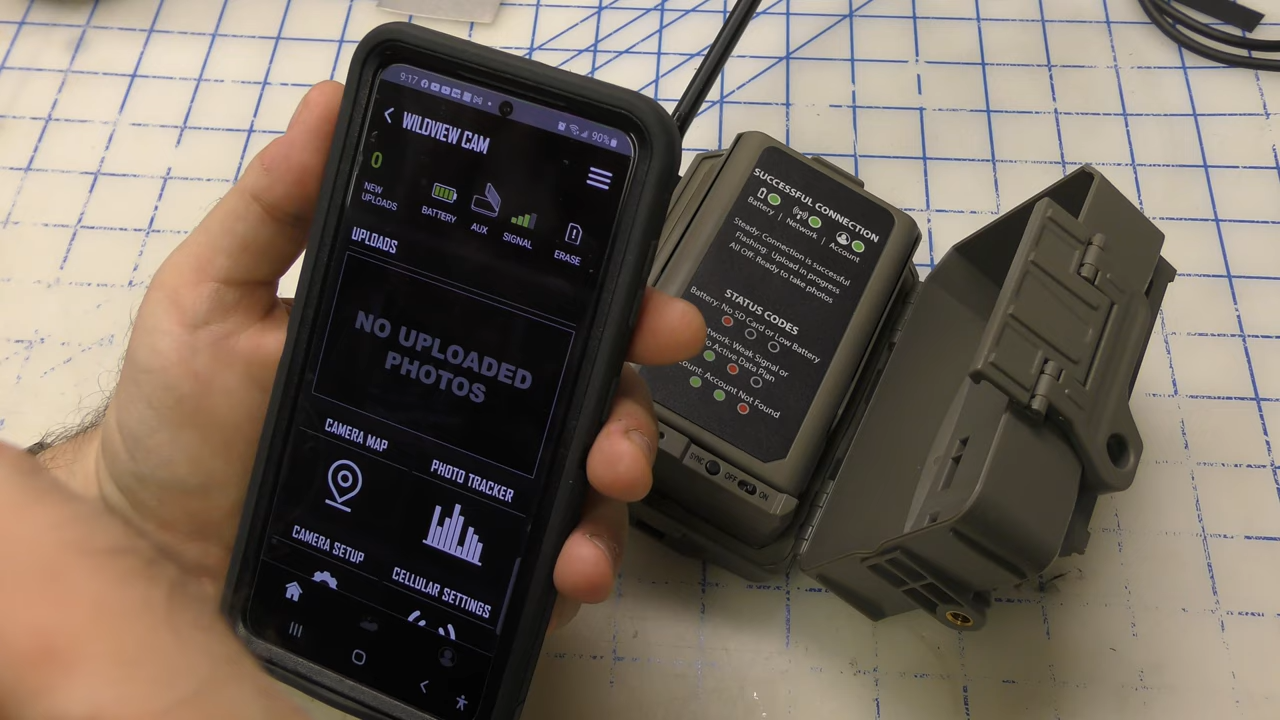 9:17
90%
WILDVIEW CAM
0
NEW
UPLOADS
BATTERY
AUX
SIGNAL
ERASE
UPLOADS
NO UPLOADED
PHOTOS
CAMERA MAP
PHOTO TRACKER
CAMERA SETUP
CELLULAR SETTINGS
SUCCESSFUL CONNECTION
Battery | Network | Account
Steady: Connection is successful
Flashing: Upload in progress
All Off: Ready to take photos
STATUS CODES
Battery: No SD Card or Low Battery
twork: Weak Signal or
o Active Data Plan
count: Account Not Found
SYNC
OFF
ON